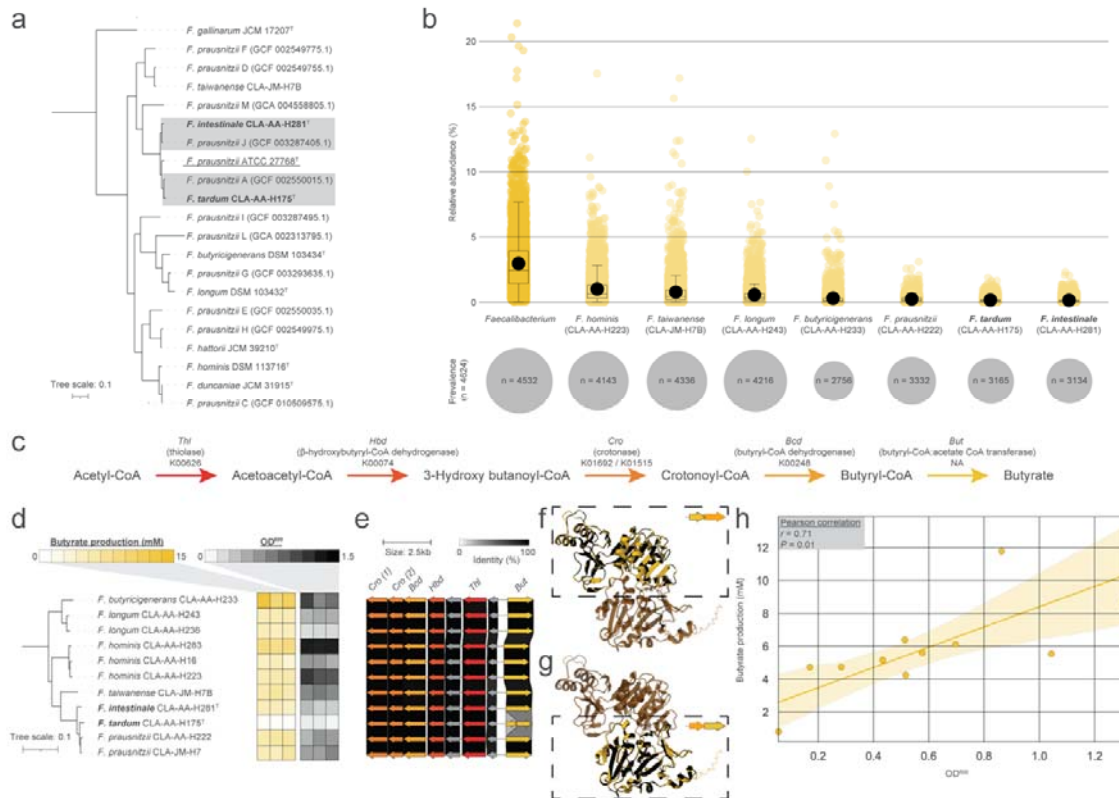 a
F. gallinarum JCM 17207T
F. prausnitzii F (GCF 002549775.1)
F. prausnitzii D (GCF 002549755.1)
F. taiwanense CLA-JM-H7B
F. prausnitzii M (GCA 004558805.1)
F. intestinale CLA-AA-H281T
F. prausnitzii J (GCF 003287405.1)
F. prausnitzii ATCC 27768T
F. prausnitzii A (GCF 002550015.1)
F. tardum CLA-AA-H175T
F. prausnitzii I (GCF 003287495.1)
F. prausnitzii L (GCA 002313795.1)
F. butyricigenerans DSM 103434T
F. prausnitzii G (GCF 003293635.1)
F. longum DSM 103432T
F. prausnitzii E (GCF 002550035.1)
F. prausnitzii H (GCF 002549975.1)
F. hattorii JCM 39210T
F. hominis DSM 113716T
F. duncaniae JCM 31915T
F. prausnitzii C (GCF 010509575.1)
Tree scale: 0.1
b
Relative abundance (%)
20
15
10
5
0
Faecalibacterium
F. hominis
(CLA-AA-H223)
F. taiwanense
(CLA-JM-H7B)
F. longum
(CLA-AA-H243)
F. butyricigenerans
(CLA-AA-H233)
F. prausnitzii
(CLA-AA-H222)
F. tardum
(CLA-AA-H175)
F. intestinale
(CLA-AA-H281)
Prevalence
(n = 4624)
n = 4532
n = 4143
n = 4336
n = 4216
n = 2756
n = 3332
n = 3165
n = 3134
c
Thl
(thiolase)
K00626
Hbd
(β-hydroxybutyryl-CoA dehydrogenase)
K00074
Cro
(crotonase)
K01692 / K01515
Bcd
(butyryl-CoA dehydrogenase)
K00248
But
(butyryl-CoA:acetate CoA transferase)
NA
Acetyl-CoA
Acetoacetyl-CoA
3-Hydroxy butanoyl-CoA
Crotonoyl-CoA
Butyryl-CoA
Butyrate
d
Butyrate production (mM)
0
15
OD600
0
1.5
F. butyricigenerans CLA-AA-H233
F. longum CLA-AA-H243
F. longum CLA-AA-H236
F. hominis CLA-AA-H283
F. hominis CLA-AA-H16
F. hominis CLA-AA-H223
F. taiwanense CLA-JM-H7B
F. intestinale CLA-AA-H281T
F. tardum CLA-AA-H175T
F. prausnitzii CLA-AA-H222
F. prausnitzii CLA-JM-H7
Tree scale: 0.1
e
Size: 2.5kb
0
100
Identity (%)
Cro (1)
Cro (2)
Bcd
Hbd
Thl
But
f
g
h
Pearson correlation
r = 0.71
P = 0.01
Butyrate production (mM)
12
10
8
6
4
2
0.2
0.4
0.6
0.8
1.0
1.2
OD600